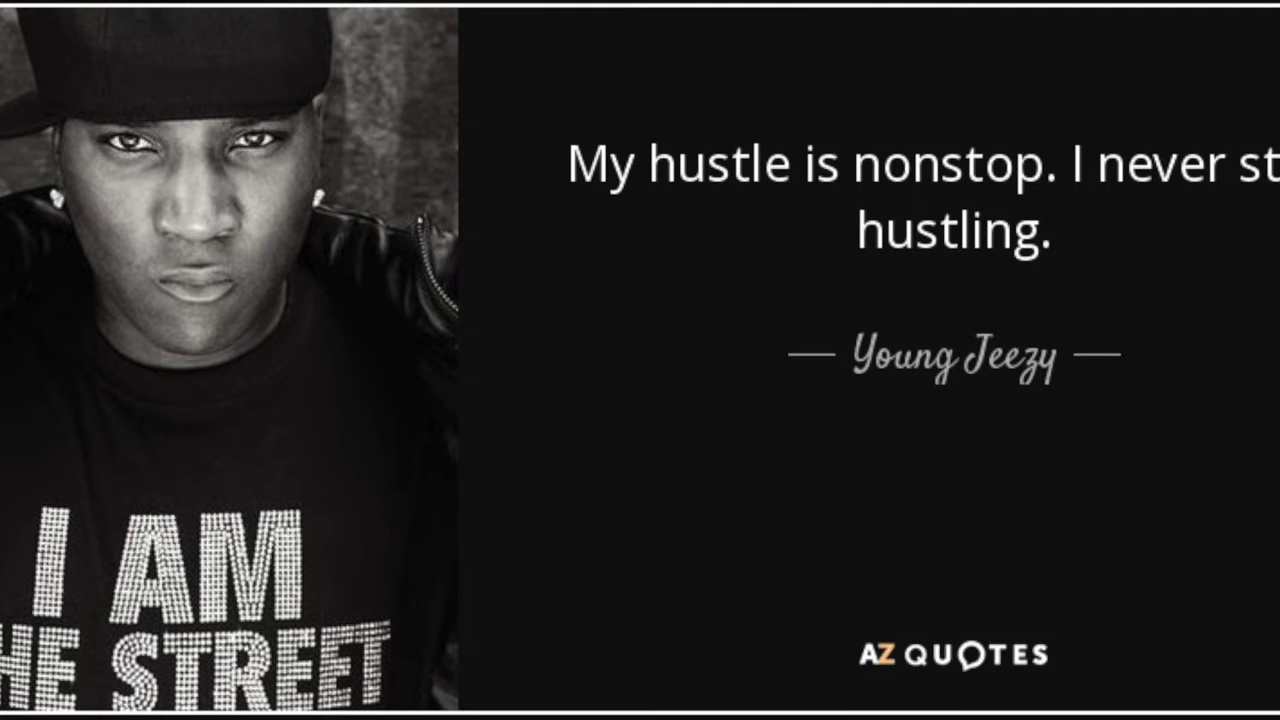 My hustle is nonstop. I never st
hustling.
Young Jeezy
AZ QUOTES
I AM
HE STREET